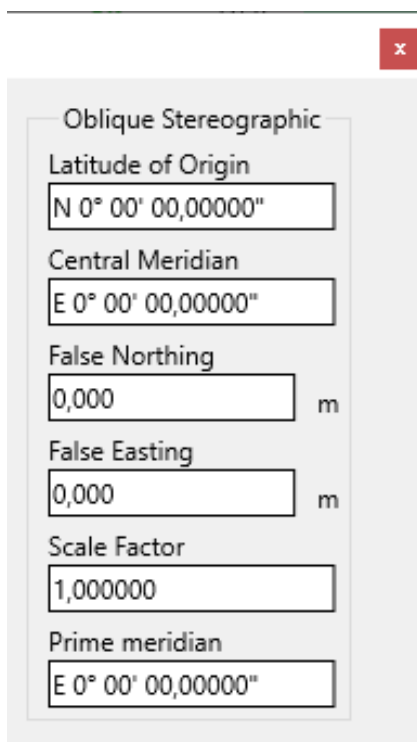 x
Oblique Stereographic
Latitude of Origin
N 0° 00' 00,00000"
Central Meridian
E 0° 00' 00,00000"
False Northing
0,000 m
False Easting
0,000 m
Scale Factor
1,000000
Prime meridian
E 0° 00' 00,00000"